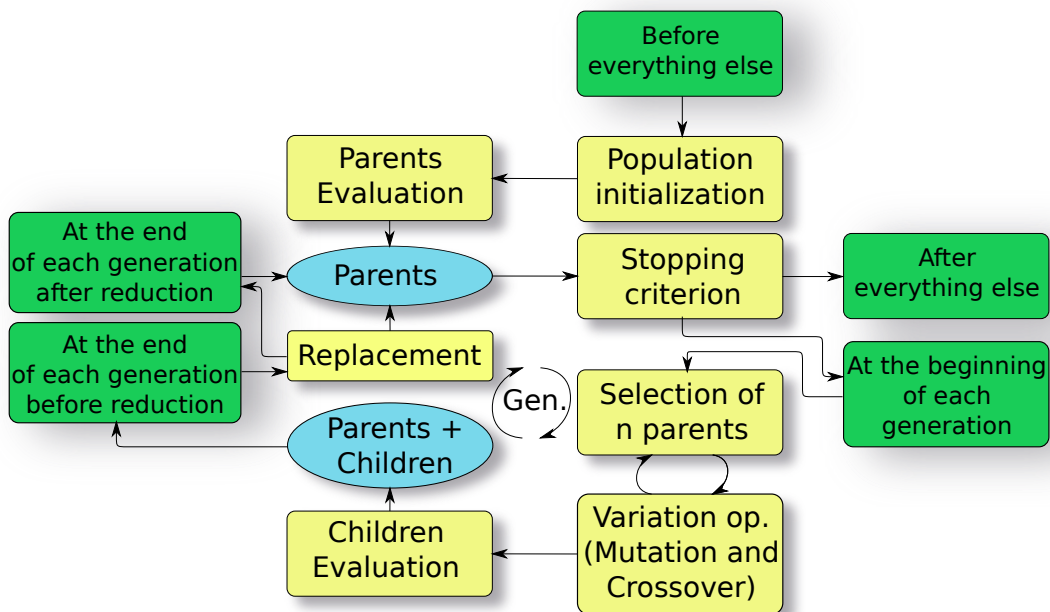 Before
everything else
Parents
Evaluation
Population
initialization
At the end
of each generation
after reduction
Parents
Stopping
criterion
After
everything else
At the end
of each generation
before reduction
Replacement
Gen.
Selection of
n parents
At the beginning
of each
generation
Parents +
Children
Children
Evaluation
Variation op.
(Mutation and
Crossover)